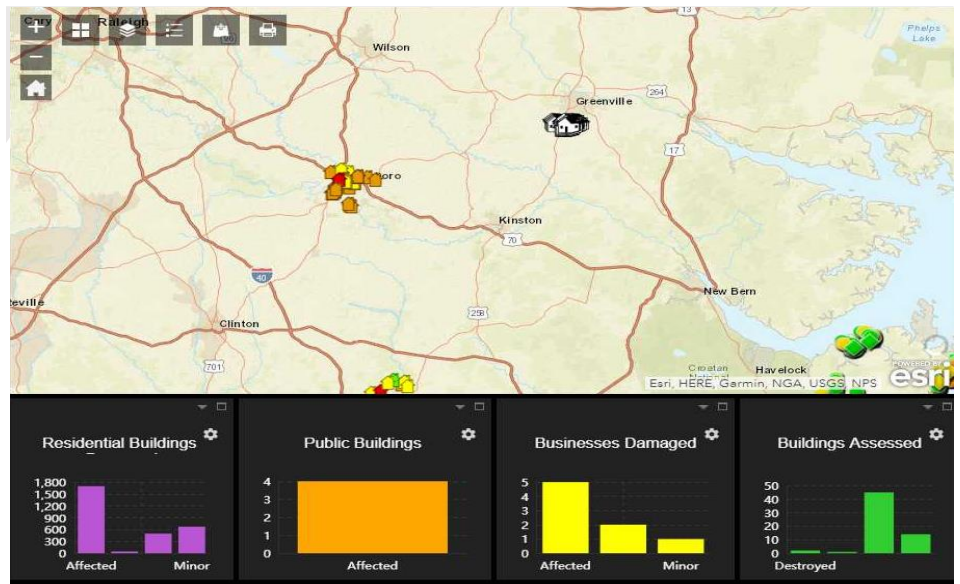 Cary
Raleigh
13
Phelps
Lake
Wilson
264
Greenville
17
oro
Kinston
70
40
New Bern
teville
258
Clinton
701
Croatan
Havelock
POWERED BY
esri
Esri, HERE, Garmin, NGA, USGS, NPS
Residential Buildings
1,800
1,500
1,200
900
600
300
0
Affected Minor
Public Buildings
4
3
2
1
0
Affected
Businesses Damaged
5
4
3
2
1
0
Affected Minor
Buildings Assessed
50
40
30
20
10
0
Destroyed